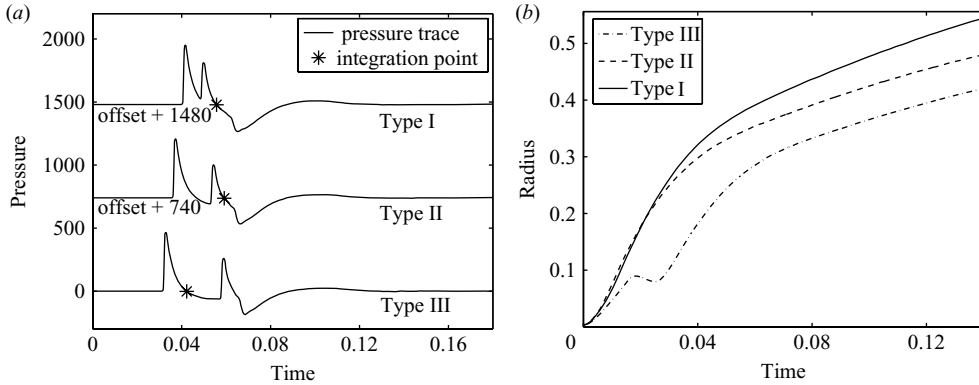 (a)
2000
1500
1000
500
0
Pressure
pressure trace
integration point
offset + 1480
Type I
offset + 740
Type II
Type III
0
0.04
0.08
0.12
0.16
Time
(b)
0.5
0.4
0.3
0.2
0.1
Radius
Type III
Type II
Type I
0
0.04
0.08
0.12
Time